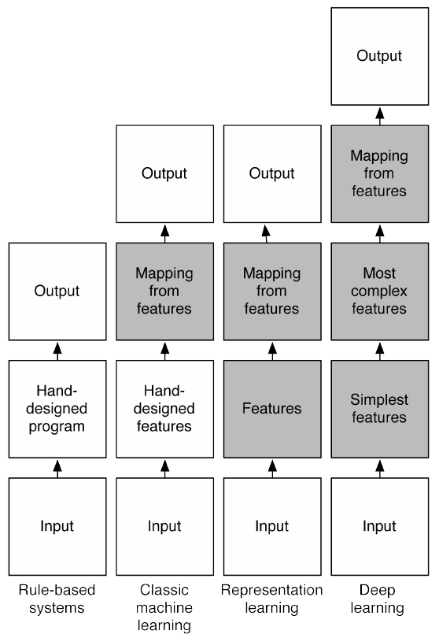 Output
Output
Output
Mapping
from
features
Output
Mapping
from
features
Mapping
from
features
Most
complex
features
Hand-
designed
program
Hand-
designed
features
Features
Simplest
features
Input
Input
Input
Input
Rule-based
systems
Classic
machine
learning
Representation
learning
Deep
learning